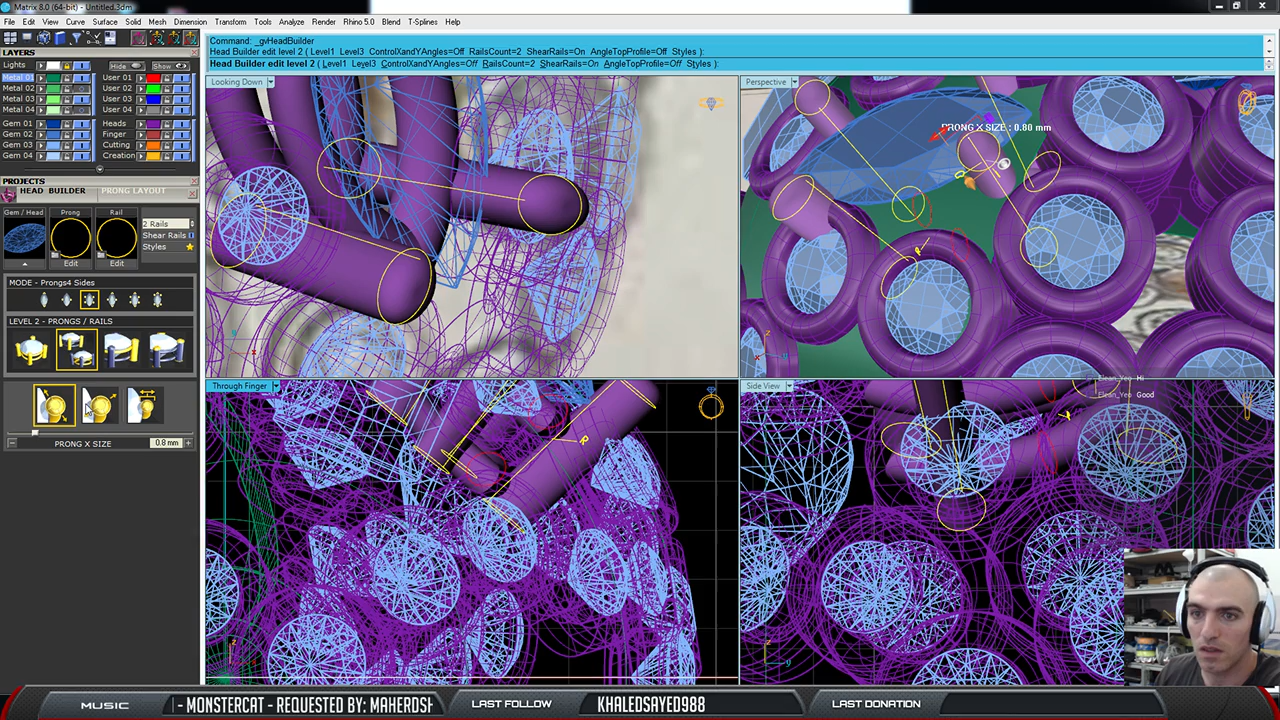 Matrix 8.0 (64-bit) - Untitled.3dm
File Edit View Curve Surface Solid Mesh Dimension Transform Tools Analyze Render Rhino 5.0 Blend T-Splines Help
Command: _gvHeadBuilder
Head Builder edit level 2 ( Level1 Level3 ControlXandYAngles=Off RailsCount=2 ShearRails=On AngleTopProfile=Off Styles ):
Head Builder edit level 2 ( Level1 Level3 ControlXandYAngles=Off RailsCount=2 ShearRails=On AngleTopProfile=Off Styles ):
LAYERS
Lights Hide Show
Metal 01 User 01
Metal 02 User 02
Metal 03 User 03
Metal 04 User 04
Gem 01 Heads
Gem 02 Finger
Gem 03 Cutting
Gem 04 Creation
PROJECTS
HEAD BUILDER PRONG LAYOUT
Gem / Head Prong Rail
2 Rails
Shear Rails
Styles
Edit Edit
MODE - Prongs4 Sides
LEVEL 2 - PRONGS / RAILS
PRONG X SIZE 0.8 mm
Looking Down
Perspective
PRONG X SIZE : 0.80 mm
Through Finger
R
Side View
Elean_Yeo Hi
Elean_Yeo Good
MUSIC - MONSTERCAT - REQUESTED BY: MAHERDSH LAST FOLLOW KHALEDSAYED988 LAST DONATION